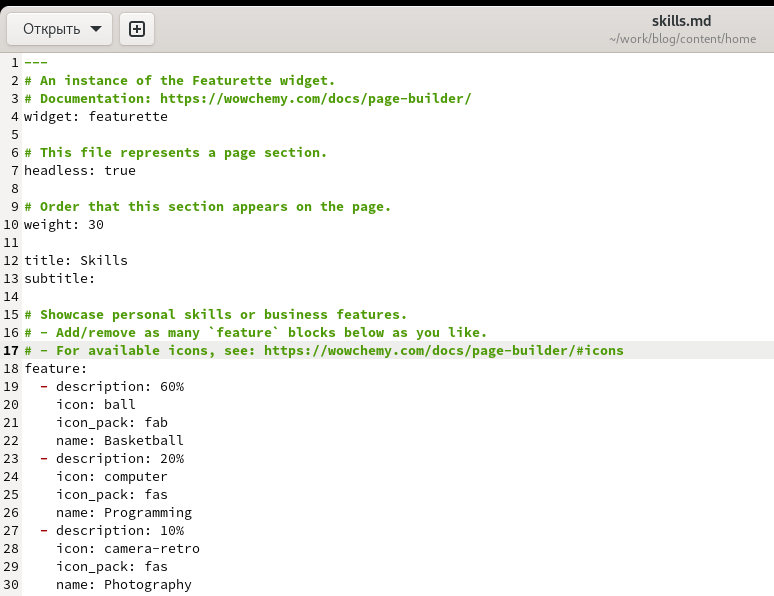 Открыть
skills.md
~/work/blog/content/home
1 ---
2 # An instance of the Featurette widget.
3 # Documentation: https://wowchemy.com/docs/page-builder/
4 widget: featurette
5
6 # This file represents a page section.
7 headless: true
8
9 # Order that this section appears on the page.
10 weight: 30
11
12 title: Skills
13 subtitle:
14
15 # Showcase personal skills or business features.
16 # - Add/remove as many `feature` blocks below as you like.
17 # - For available icons, see: https://wowchemy.com/docs/page-builder/#icons
18 feature:
19   - description: 60%
20     icon: ball
21     icon_pack: fab
22     name: Basketball
23   - description: 20%
24     icon: computer
25     icon_pack: fas
26     name: Programming
27   - description: 10%
28     icon: camera-retro
29     icon_pack: fas
30     name: Photography